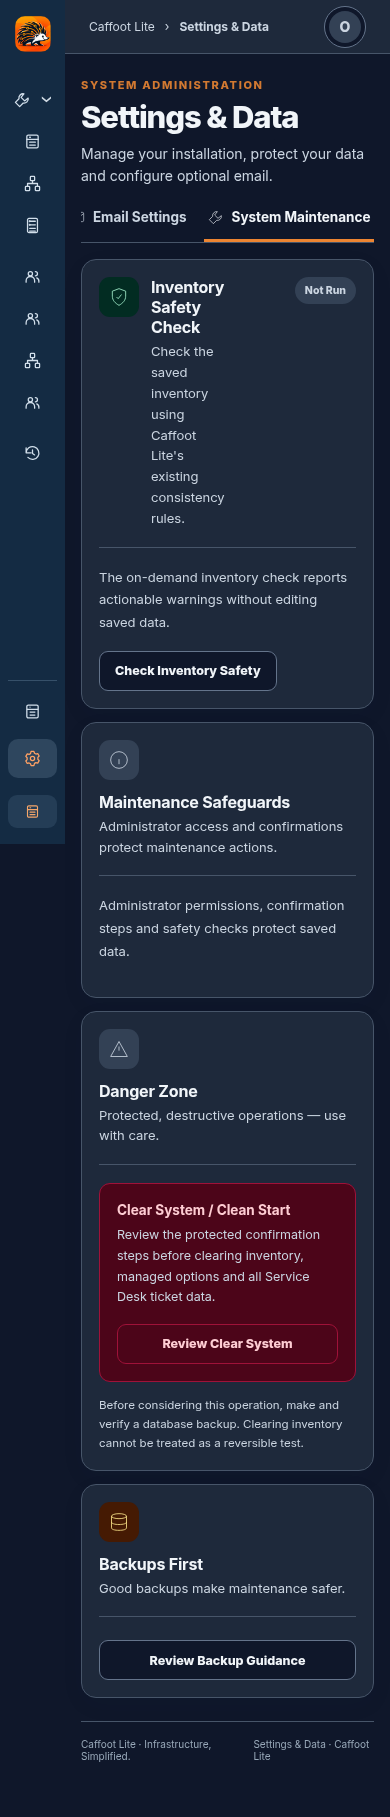 Caffoot Lite › Settings & Data
O
SYSTEM ADMINISTRATION
Settings & Data
Manage your installation, protect your data
and configure optional email.
Email Settings
System Maintenance
Inventory
Safety
Check
Not Run
Check the
saved
inventory
using
Caffoot
Lite's
existing
consistency
rules.
The on-demand inventory check reports
actionable warnings without editing
saved data.
Check Inventory Safety
Maintenance Safeguards
Administrator access and confirmations
protect maintenance actions.
Administrator permissions, confirmation
steps and safety checks protect saved
data.
Danger Zone
Protected, destructive operations — use
with care.
Clear System / Clean Start
Review the protected confirmation
steps before clearing inventory,
managed options and all Service
Desk ticket data.
Review Clear System
Before considering this operation, make and
verify a database backup. Clearing inventory
cannot be treated as a reversible test.
Backups First
Good backups make maintenance safer.
Review Backup Guidance
Caffoot Lite · Infrastructure,
Simplified.
Settings & Data · Caffoot
Lite